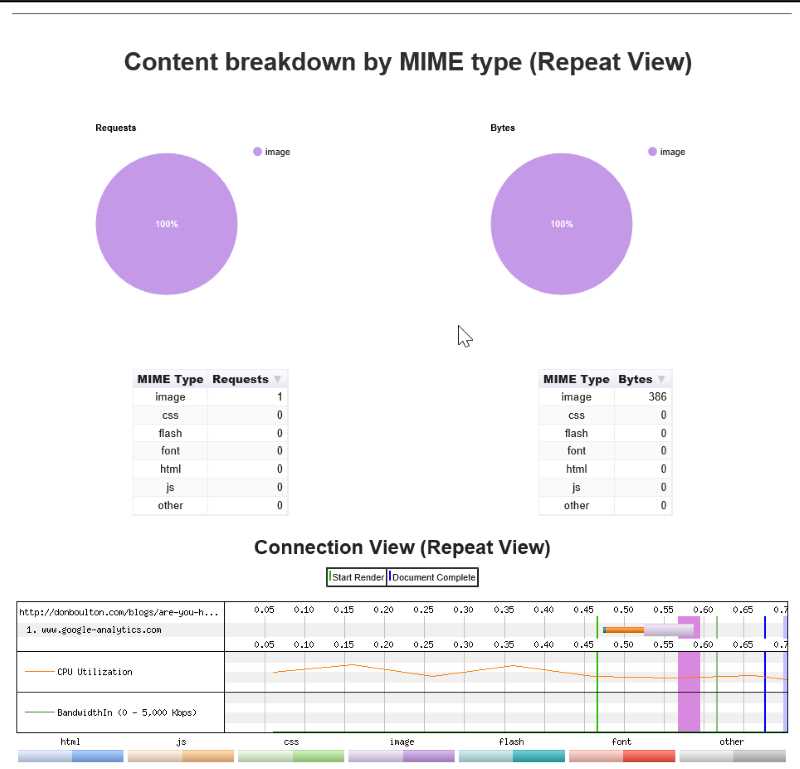 Content breakdown by MIME type (Repeat View)
Requests
image
100%
Bytes
image
100%
MIME Type Requests
image 1
css 0
flash 0
font 0
html 0
js 0
other 0
MIME Type Bytes
image 386
css 0
flash 0
font 0
html 0
js 0
other 0
Connection View (Repeat View)
Start Render Document Complete
http://donboulton.com/blogs/are-you-h... 0.05 0.10 0.15 0.20 0.25 0.30 0.35 0.40 0.45 0.50 0.55 0.60 0.65 0.7
1. www.google-analytics.com
0.05 0.10 0.15 0.20 0.25 0.30 0.35 0.40 0.45 0.50 0.55 0.60 0.65 0.7
CPU Utilization
BandwidthIn (0 - 5,000 Kbps)
html js css image flash font other